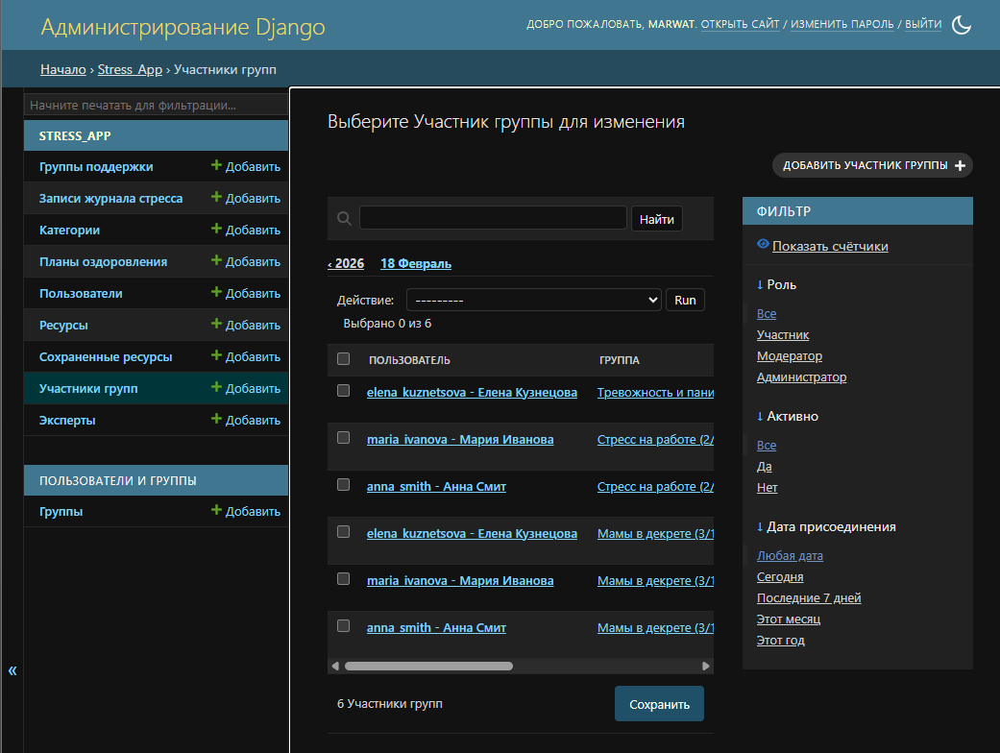 Администрирование Django
ДОБРО ПОЖАЛОВАТЬ, MARWAT. ОТКРЫТЬ САЙТ / ИЗМЕНИТЬ ПАРОЛЬ / ВЫЙТИ
Начало › Stress_App › Участники групп
Начните печатать для фильтрации...
STRESS_APP
Группы поддержки + Добавить
Записи журнала стресса + Добавить
Категории + Добавить
Планы оздоровления + Добавить
Пользователи + Добавить
Ресурсы + Добавить
Сохраненные ресурсы + Добавить
Участники групп + Добавить
Эксперты + Добавить
ПОЛЬЗОВАТЕЛИ И ГРУППЫ
Группы + Добавить
«
Выберите Участник группы для изменения
ДОБАВИТЬ УЧАСТНИК ГРУППЫ +
Найти
‹ 2026 18 Февраль
Действие: --------- Run
Выбрано 0 из 6
ПОЛЬЗОВАТЕЛЬ ГРУППА
elena_kuznetsova - Елена Кузнецова Тревожность и пани
maria_ivanova - Мария Иванова Стресс на работе (2/
anna_smith - Анна Смит Стресс на работе (2/
elena_kuznetsova - Елена Кузнецова Мамы в декрете (3/1
maria_ivanova - Мария Иванова Мамы в декрете (3/1
anna_smith - Анна Смит Мамы в декрете (3/1
6 Участники групп
Сохранить
ФИЛЬТР
Показать счётчики
↓ Роль
Все
Участник
Модератор
Администратор
↓ Активно
Все
Да
Нет
↓ Дата присоединения
Любая дата
Сегодня
Последние 7 дней
Этот месяц
Этот год